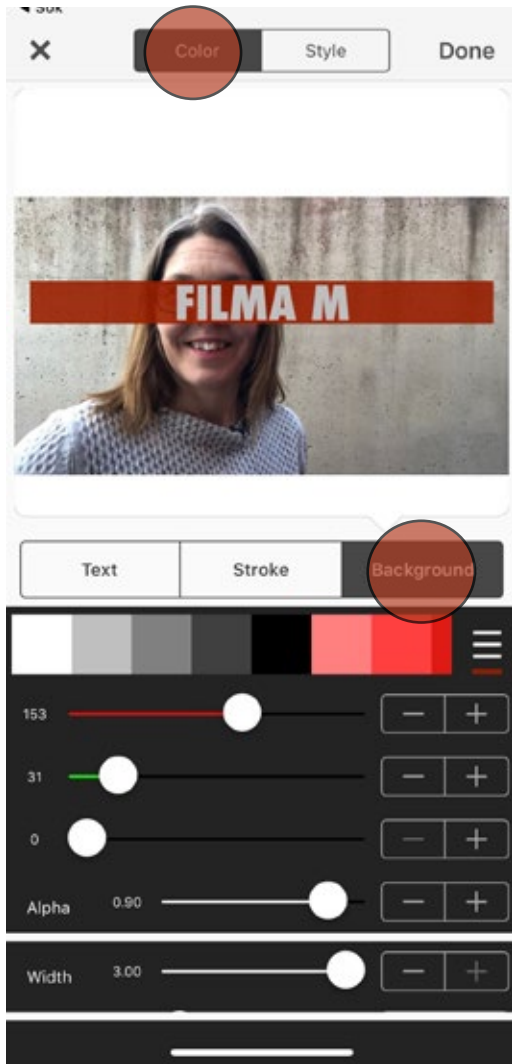 ◀ Sök
✕ Color Style Done
FILMA M
Text Stroke Background
153 − +
31 − +
0 − +
Alpha 0.90 − +
Width 3.00 − +